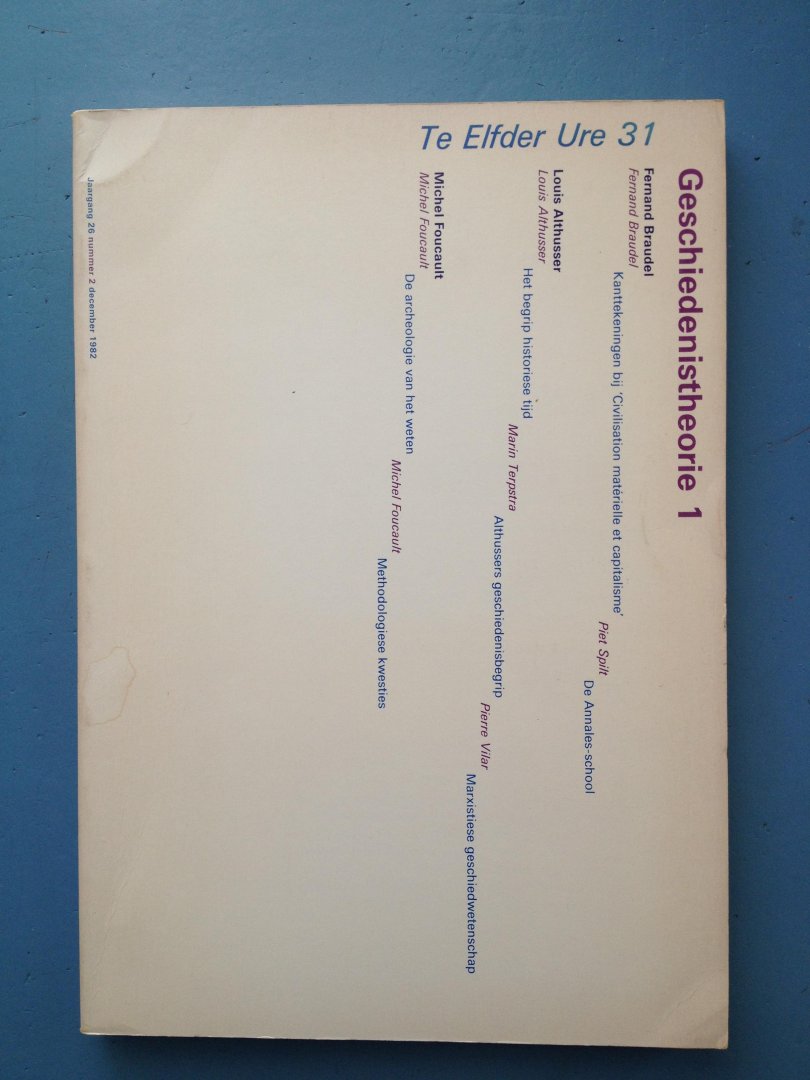 Te Elfder Ure 31
Geschiedenistheorie 1
Fernand Braudel
Fernand Braudel
Kanttekeningen bij 'Civilisation matérielle et capitalisme'
Piet Spilt
De Annales-school
Louis Althusser
Louis Althusser
Het begrip historiese tijd
Marin Terpstra
Althussers geschiedenisbegrip
Pierre Vilar
Marxistiese geschiedwetenschap
Michel Foucault
Michel Foucault
De archeologie van het weten
Michel Foucault
Methodologiese kwesties
Jaargang 26 nummer 2 december 1982